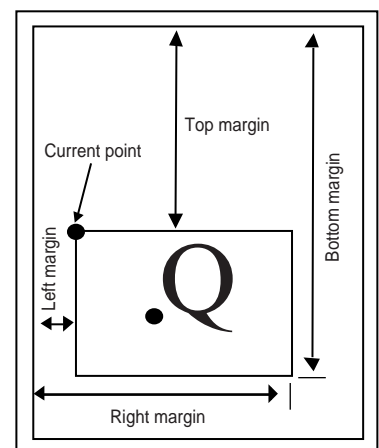 Top margin
Current point
Bottom margin
Left margin
Q
Right margin